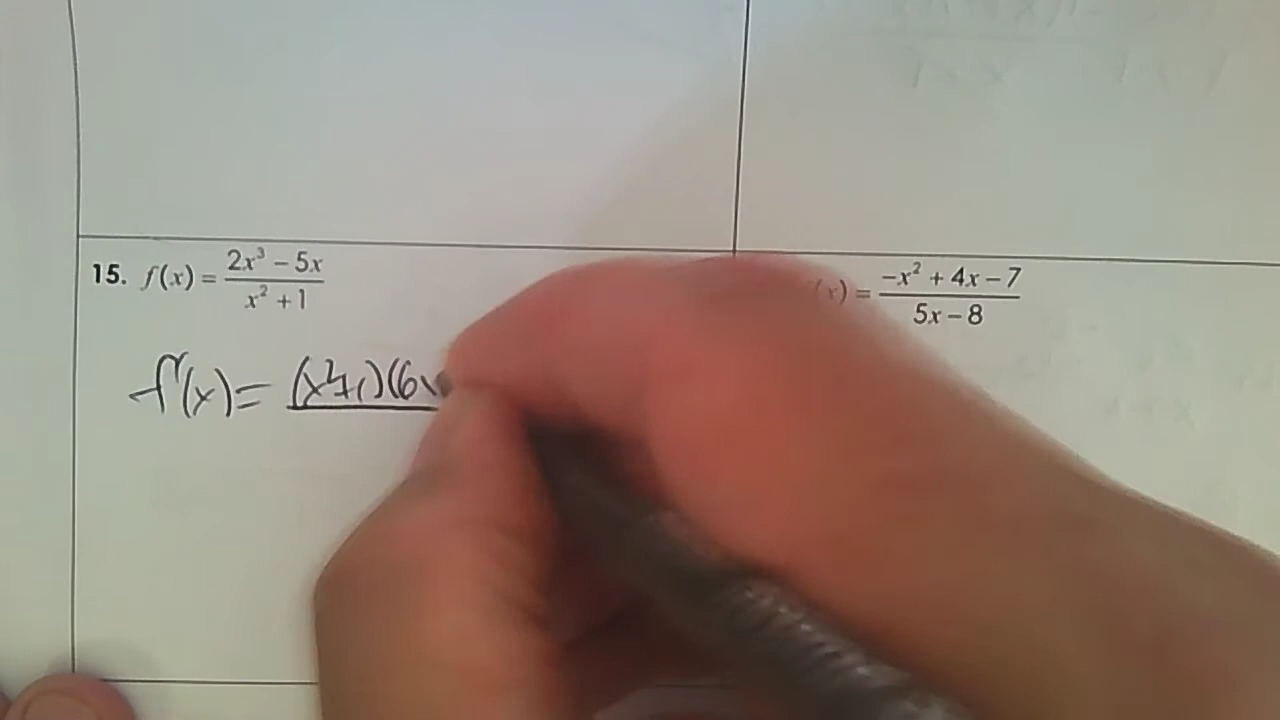 15. f(x) = (2x³ − 5x)/(x² + 1)
(x) = (−x² + 4x − 7)/(5x − 8)
f'(x) = (x²+1)(6x